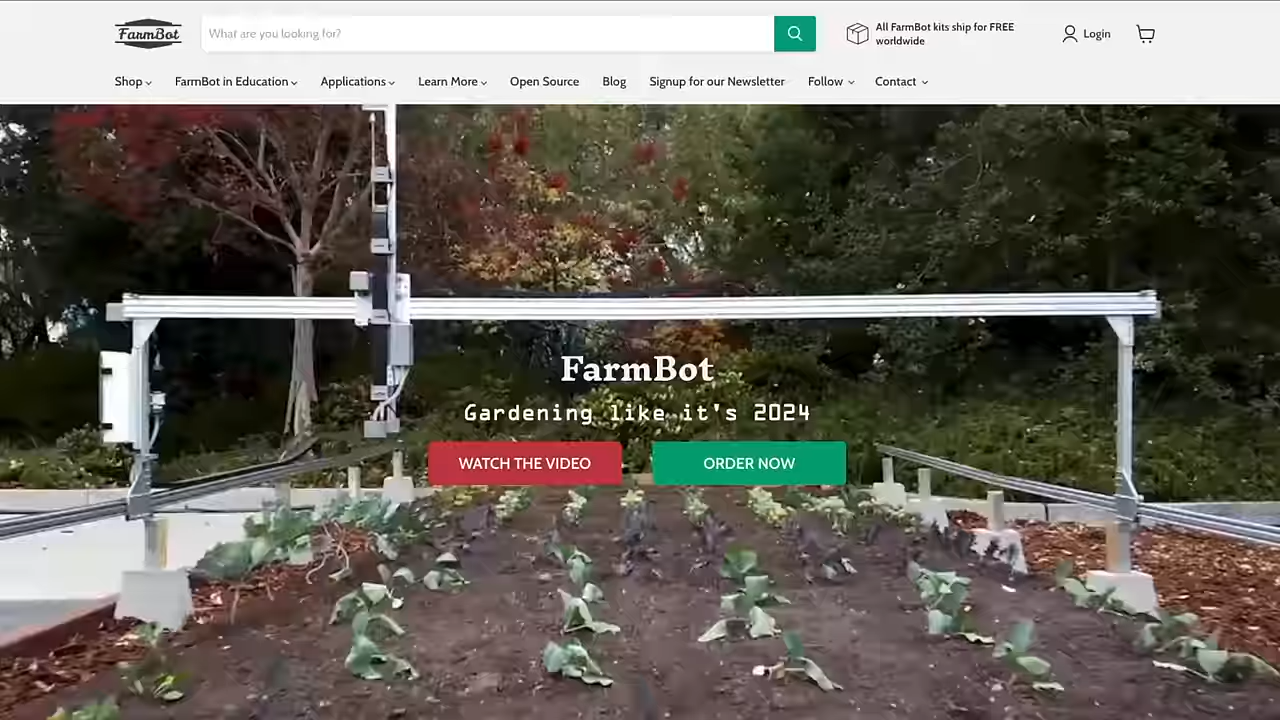 FarmBot
What are you looking for?
All FarmBot kits ship for FREE
worldwide
Login
Shop
FarmBot in Education
Applications
Learn More
Open Source
Blog
Signup for our Newsletter
Follow
Contact
FarmBot
Gardening like it's 2024
WATCH THE VIDEO
ORDER NOW